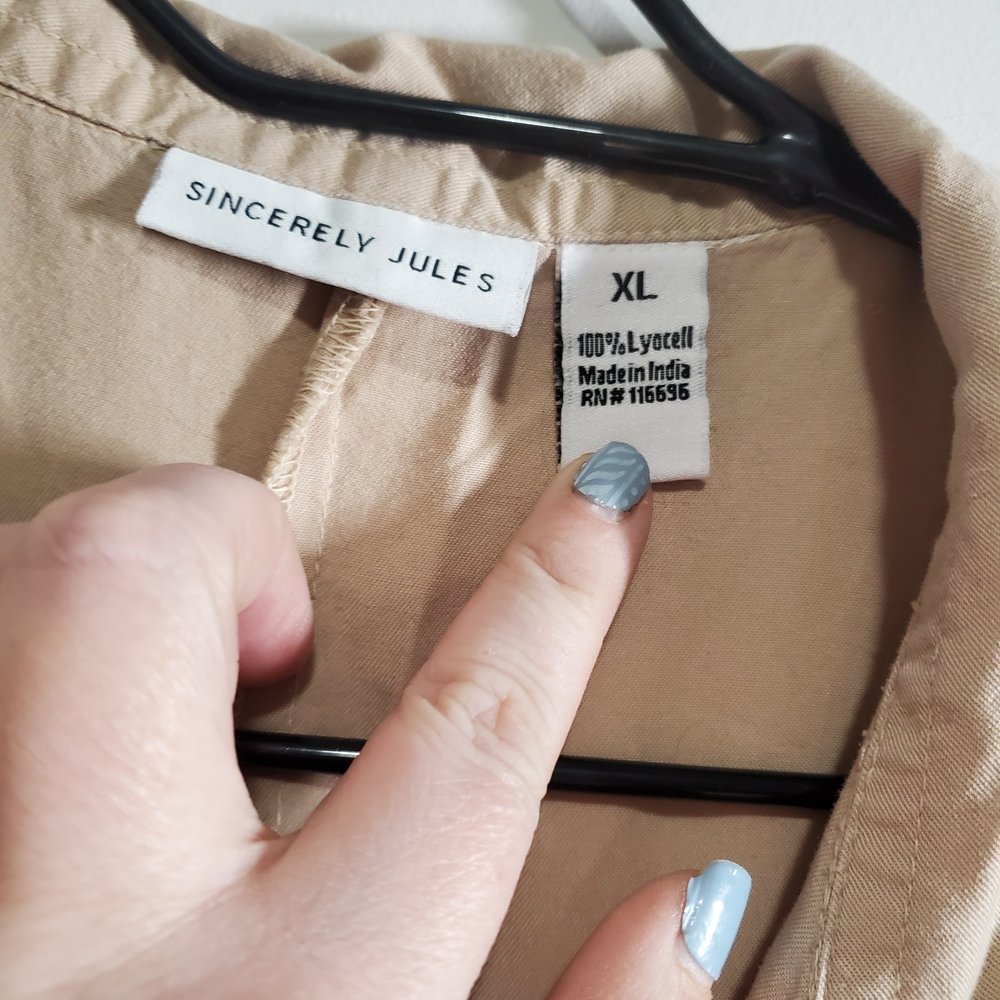 SINCERELY JULES
XL
100% Lyocell
Made in India
RN# 116696